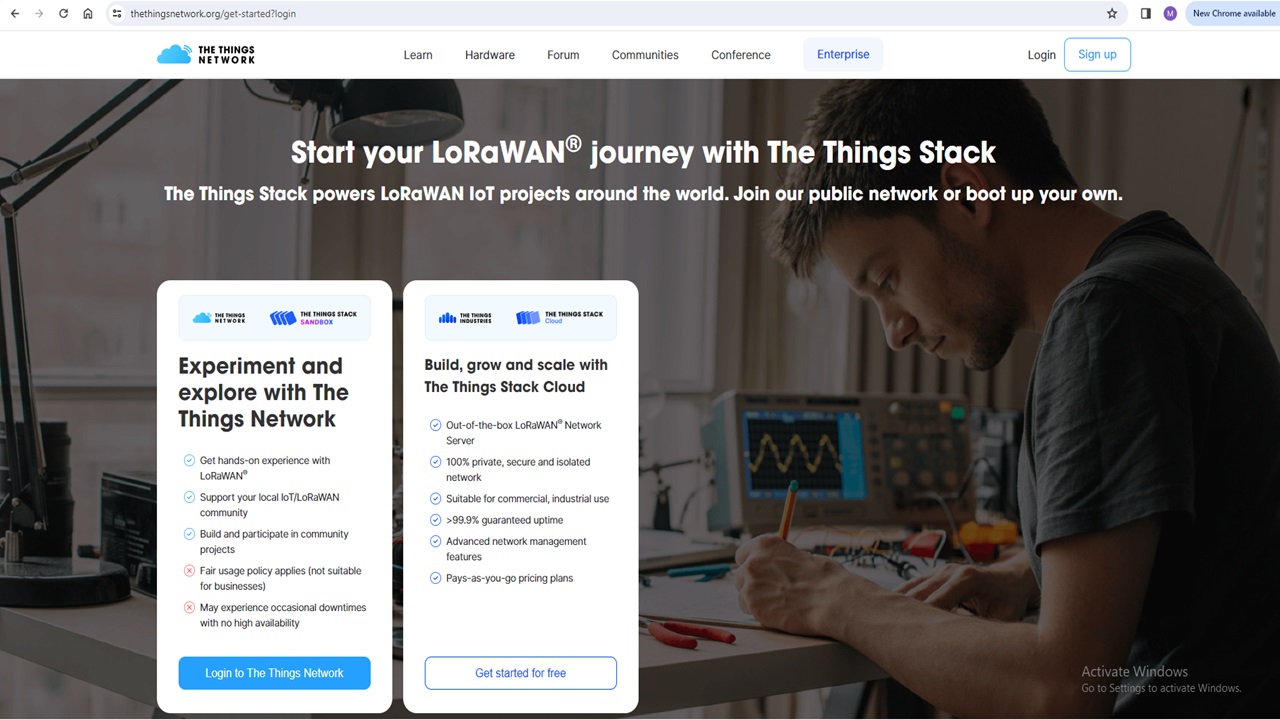 thethingsnetwork.org/get-started?login
M
New Chrome available
THE THINGS
NETWORK
Learn
Hardware
Forum
Communities
Conference
Enterprise
Login
Sign up
Start your LoRaWAN® journey with The Things Stack
The Things Stack powers LoRaWAN IoT projects around the world. Join our public network or boot up your own.
THE THINGS
NETWORK
THE THINGS STACK
SANDBOX
Experiment and
explore with The
Things Network
Get hands-on experience with
LoRaWAN®
Support your local IoT/LoRaWAN
community
Build and participate in community
projects
Fair usage policy applies (not suitable
for businesses)
May experience occasional downtimes
with no high availability
Login to The Things Network
THE THINGS
INDUSTRIES
THE THINGS STACK
Cloud
Build, grow and scale with
The Things Stack Cloud
Out-of-the-box LoRaWAN® Network
Server
100% private, secure and isolated
network
Suitable for commercial, industrial use
>99.9% guaranteed uptime
Advanced network management
features
Pays-as-you-go pricing plans
Get started for free
Activate Windows
Go to Settings to activate Windows.